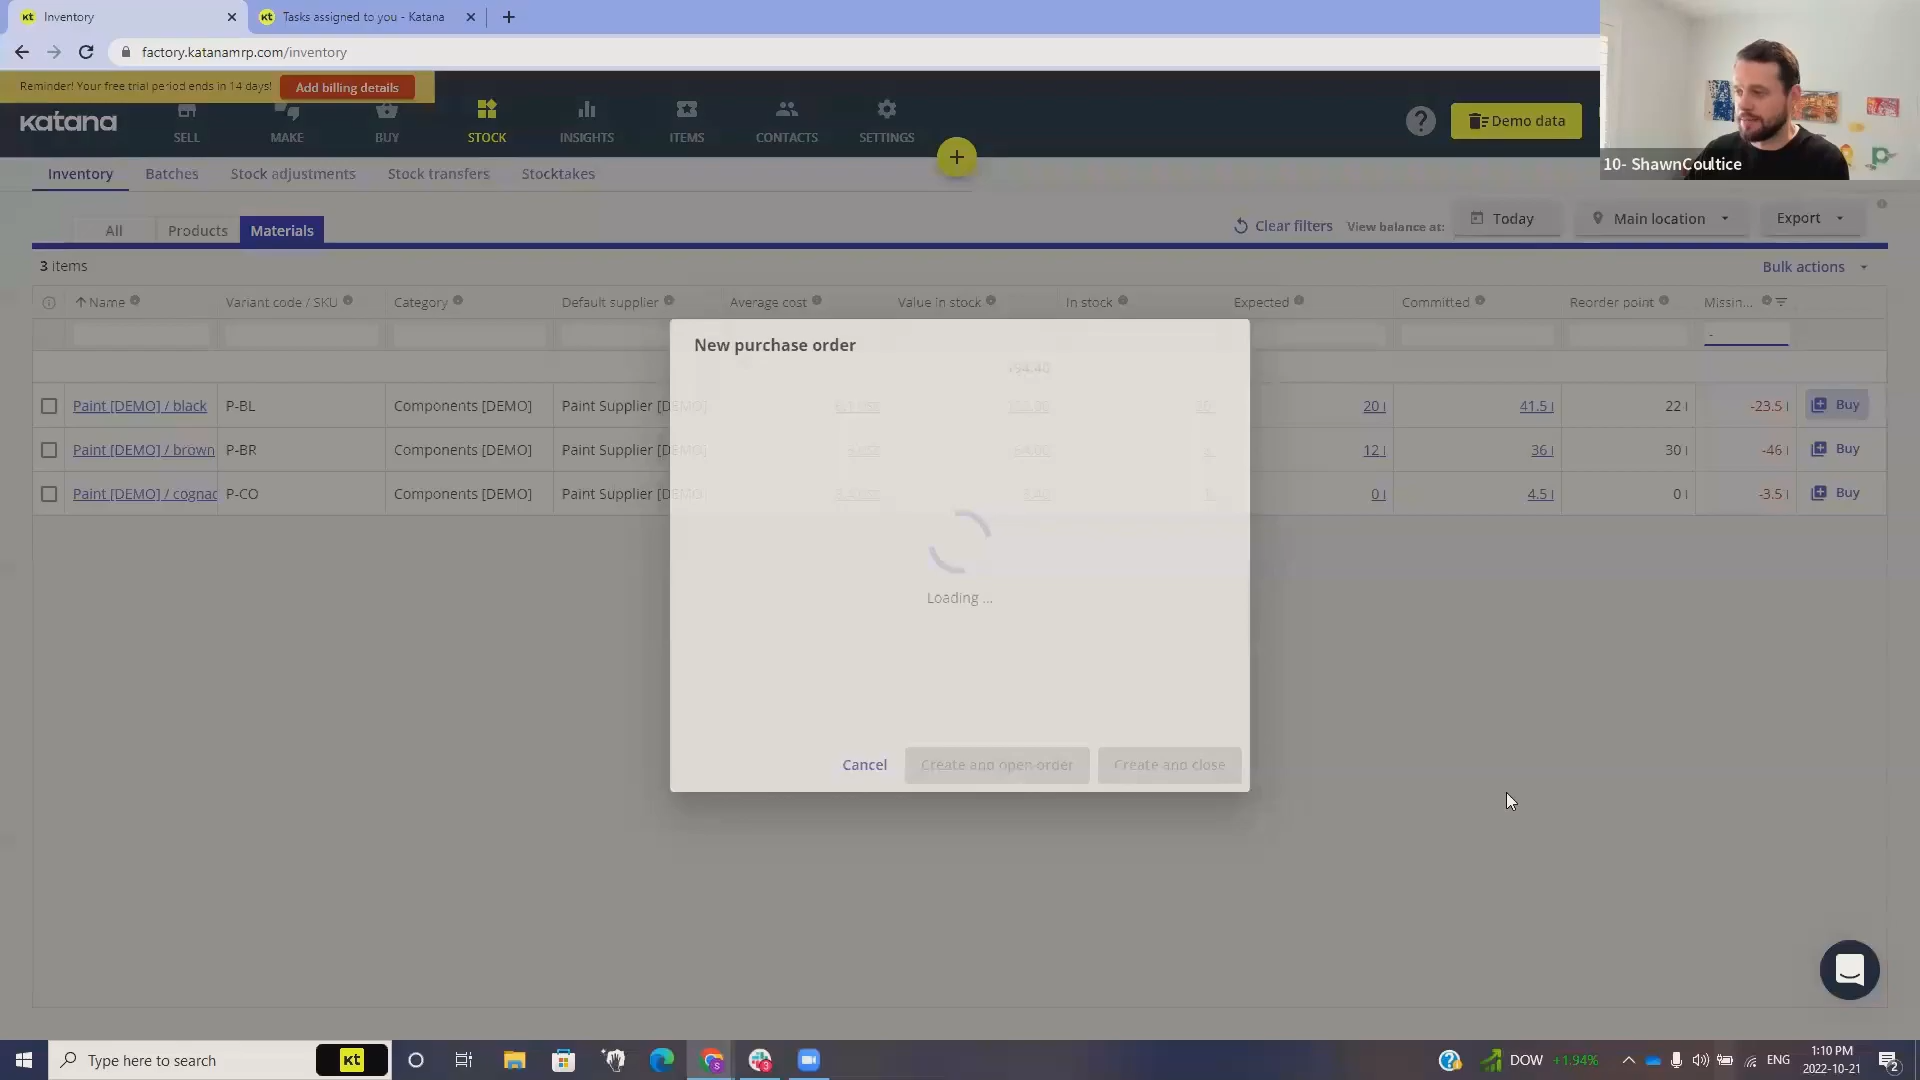 Inventory
Tasks assigned to you - Katana
factory.katanamrp.com/inventory
Reminder! Your free trial period ends in 14 days!
Add billing details
katana
SELL
MAKE
BUY
STOCK
INSIGHTS
ITEMS
CONTACTS
SETTINGS
Demo data
10- ShawnCoultice
Inventory
Batches
Stock adjustments
Stock transfers
Stocktakes
All
Products
Materials
Clear filters
View balance at:
Today
Main location
Export
3 items
Bulk actions
Name
Variant code / SKU
Category
Default supplier
Average cost
Value in stock
In stock
Expected
Committed
Reorder point
Missin...
-
New purchase order
Paint [DEMO] / black P-BL Components [DEMO] Paint Supplier [DEMO] 20 l 41.5 l 22 l -23.5 l Buy
Paint [DEMO] / brown P-BR Components [DEMO] Paint Supplier [DEMO] 12 l 36 l 30 l -46 l Buy
Paint [DEMO] / cognac P-CO Components [DEMO] Paint Supplier [DEMO] 0 l 4.5 l 0 l -3.5 l Buy
Loading ...
Cancel
Create and open order
Create and close
Type here to search
kt
DOW +1.94%
ENG
1:10 PM
2022-10-21
2